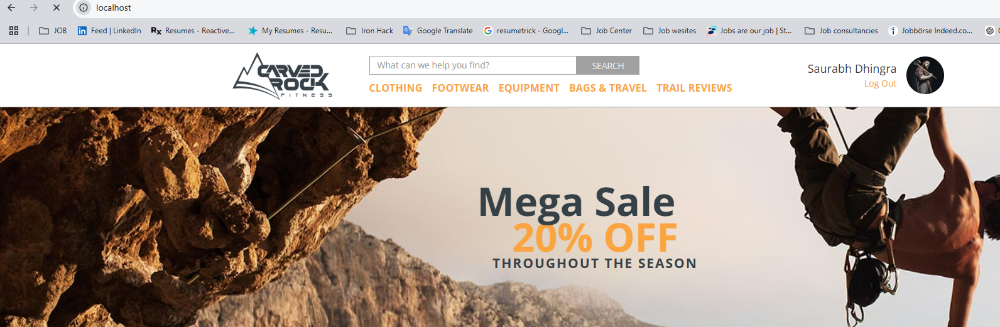 localhost
JOB
Feed | LinkedIn
Resumes - Reactive...
My Resumes - Resu...
Iron Hack
Google Translate
resumetrick - Googl...
Job Center
Job wesites
Jobs are our job | St...
Job consultancies
Jobbörse Indeed.co...
CARVED
ROCK
FITNESS
What can we help you find?
SEARCH
CLOTHING
FOOTWEAR
EQUIPMENT
BAGS & TRAVEL
TRAIL REVIEWS
Saurabh Dhingra
Log Out
Mega Sale
20% OFF
THROUGHOUT THE SEASON